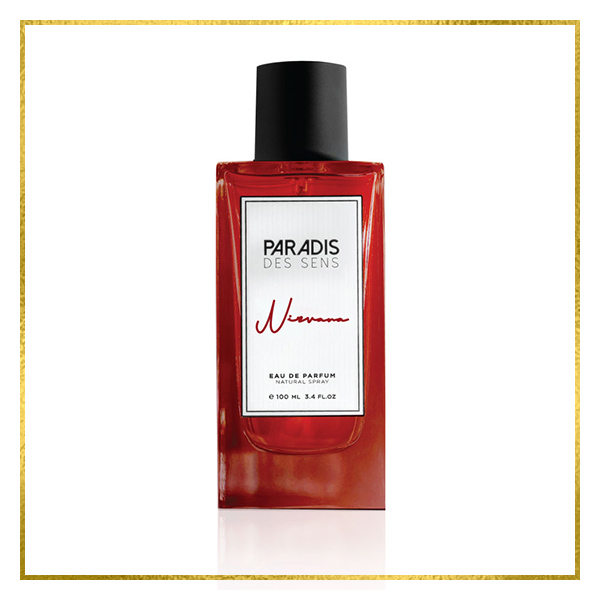 PARADIS
DES SENS
Nirvana
EAU DE PARFUM
NATURAL SPRAY
℮ 100 ML 3.4 FL.OZ